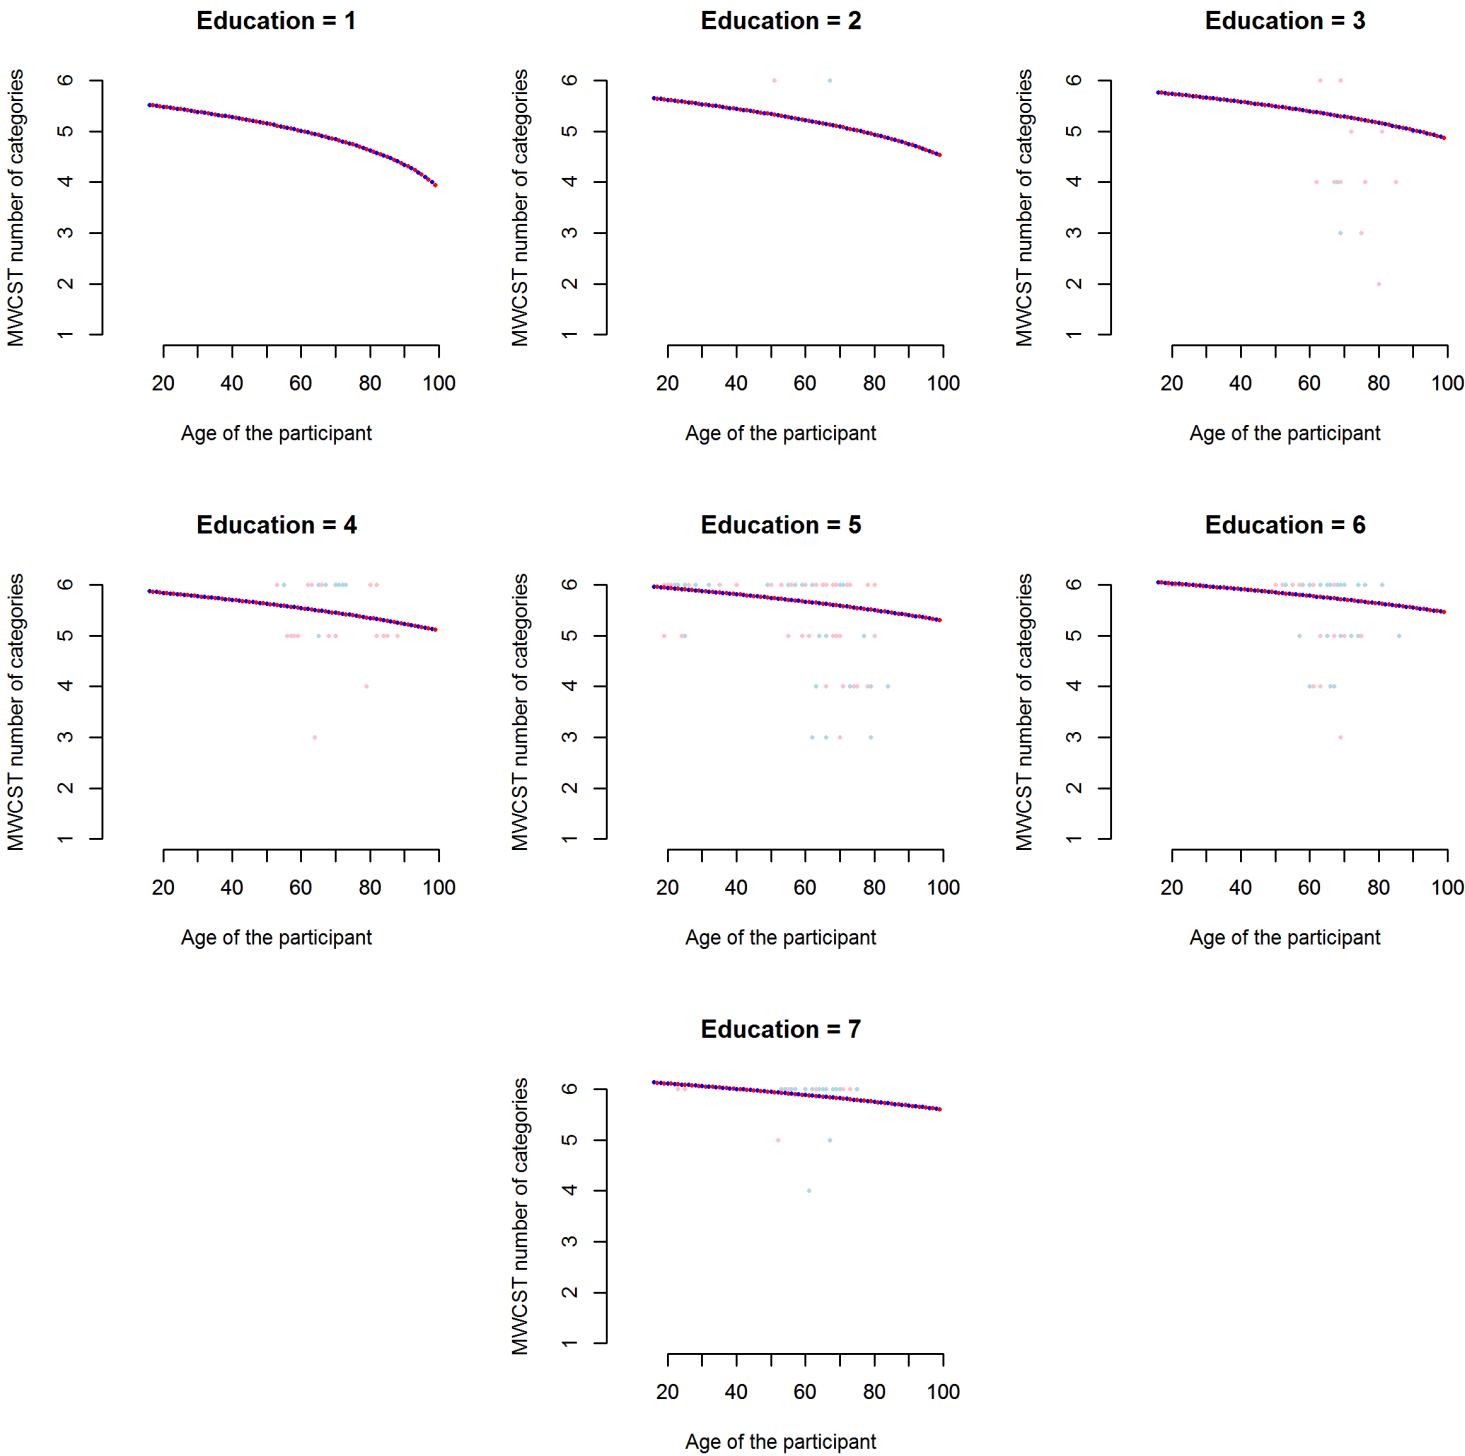 Education = 1
MWCST number of categories
6
5
4
3
2
1
20 40 60 80 100
Age of the participant
Education = 2
MWCST number of categories
6
5
4
3
2
1
20 40 60 80 100
Age of the participant
Education = 3
MWCST number of categories
6
5
4
3
2
1
20 40 60 80 100
Age of the participant
Education = 4
MWCST number of categories
6
5
4
3
2
1
20 40 60 80 100
Age of the participant
Education = 5
MWCST number of categories
6
5
4
3
2
1
20 40 60 80 100
Age of the participant
Education = 6
MWCST number of categories
6
5
4
3
2
1
20 40 60 80 100
Age of the participant
Education = 7
MWCST number of categories
6
5
4
3
2
1
20 40 60 80 100
Age of the participant